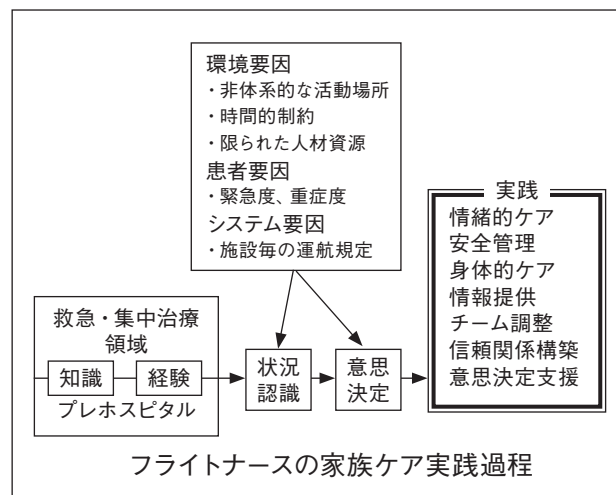 環境要因
・非体系的な活動場所
・時間的制約
・限られた人材資源
患者要因
・緊急度、重症度
システム要因
・施設毎の運航規定
救急・集中治療
領域
知識
経験
プレホスピタル
状況
認識
意思
決定
実践
情緒的ケア
安全管理
身体的ケア
情報提供
チーム調整
信頼関係構築
意思決定支援
フライトナースの家族ケア実践過程